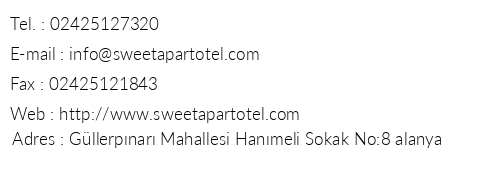 Tel. : 02425127320
E-mail : info@sweetapartotel.com
Fax : 02425121843
Web : http://www.sweetapartotel.com
Adres : Güllerpınarı Mahallesi Hanımeli Sokak No:8 alanya